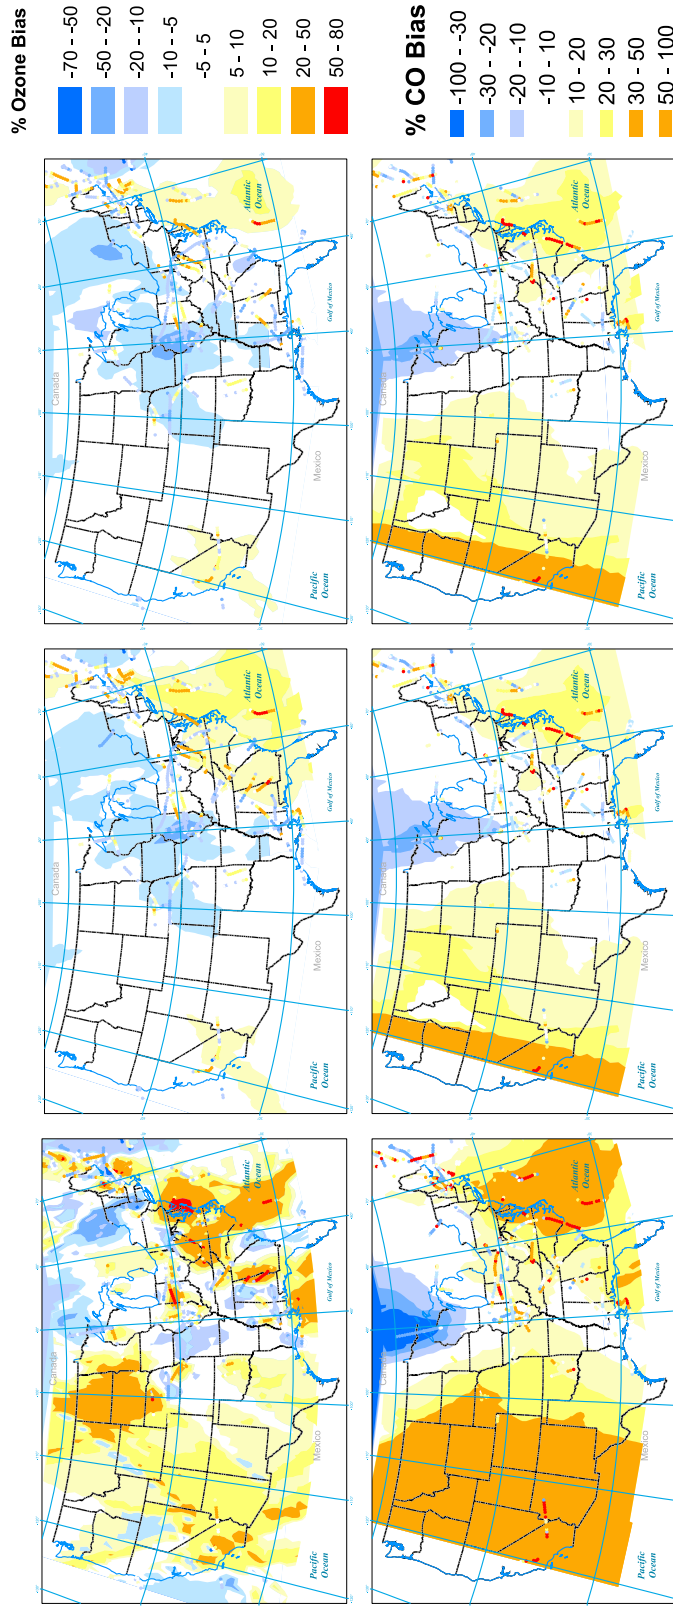 % Ozone Bias
-70 - -50
-50 - -20
-20 - -10
-10 - -5
-5 - 5
5 - 10
10 - 20
20 - 50
50 - 80
% CO Bias
-100 - -30
-30 - -20
-20 - -10
-10 - 10
10 - 20
20 - 30
30 - 50
50 - 100
Canada
Mexico
Pacific
Ocean
Atlantic
Ocean
Gulf of Mexico
Canada
Mexico
Pacific
Ocean
Atlantic
Ocean
Gulf of Mexico
Canada
Mexico
Pacific
Ocean
Atlantic
Ocean
Gulf of Mexico
Canada
Mexico
Pacific
Ocean
Atlantic
Ocean
Gulf of Mexico
Canada
Mexico
Pacific
Ocean
Atlantic
Ocean
Gulf of Mexico
Canada
Mexico
Pacific
Ocean
Atlantic
Ocean
Gulf of Mexico